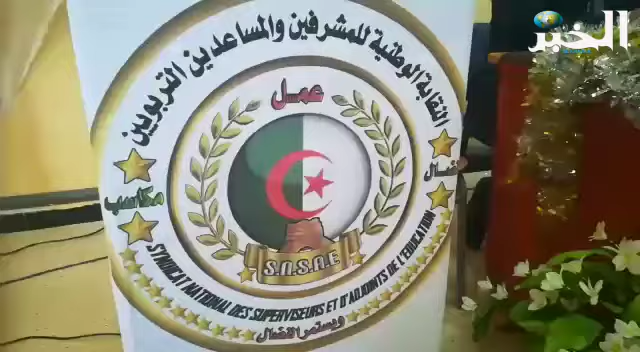 الخبر
النقابة الوطنية للمشرفين والمساعدين التربويين
عمل
نضال
مكاسب
S.N.S.A.E
SYNDICAT NATIONAL DES SUPERVISEURS ET D'ADJOINTS DE L'EDUCATION
ويستمر النضال